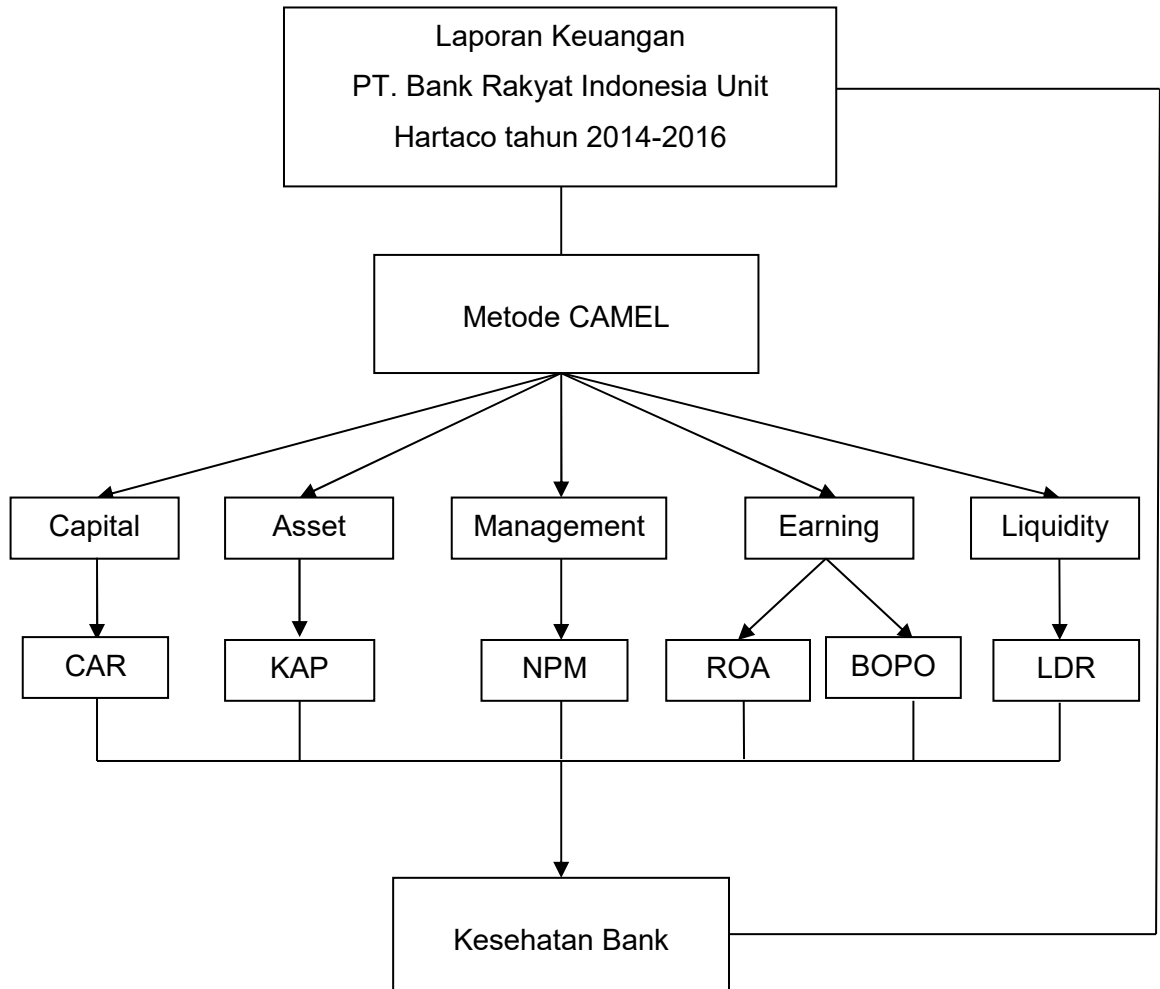 Laporan Keuangan
PT. Bank Rakyat Indonesia Unit
Hartaco tahun 2014-2016
Metode CAMEL
Capital
Asset
Management
Earning
Liquidity
CAR
KAP
NPM
ROA
BOPO
LDR
Kesehatan Bank